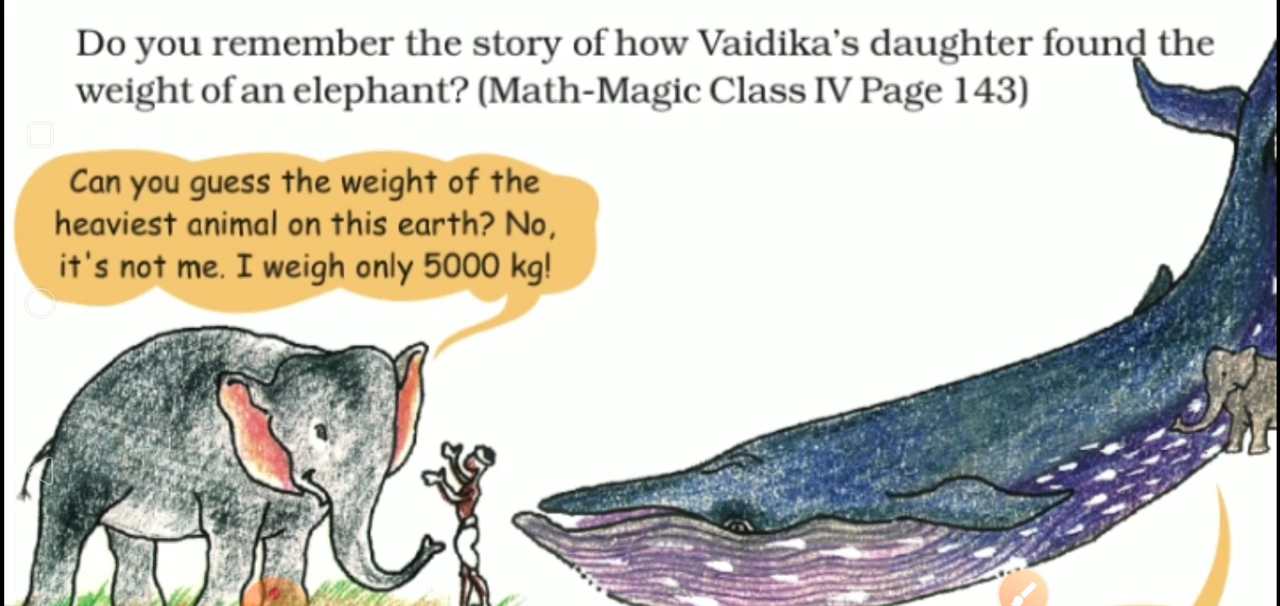 Do you remember the story of how Vaidika's daughter found the
weight of an elephant? (Math-Magic Class IV Page 143)
Can you guess the weight of the
heaviest animal on this earth? No,
it's not me. I weigh only 5000 kg!